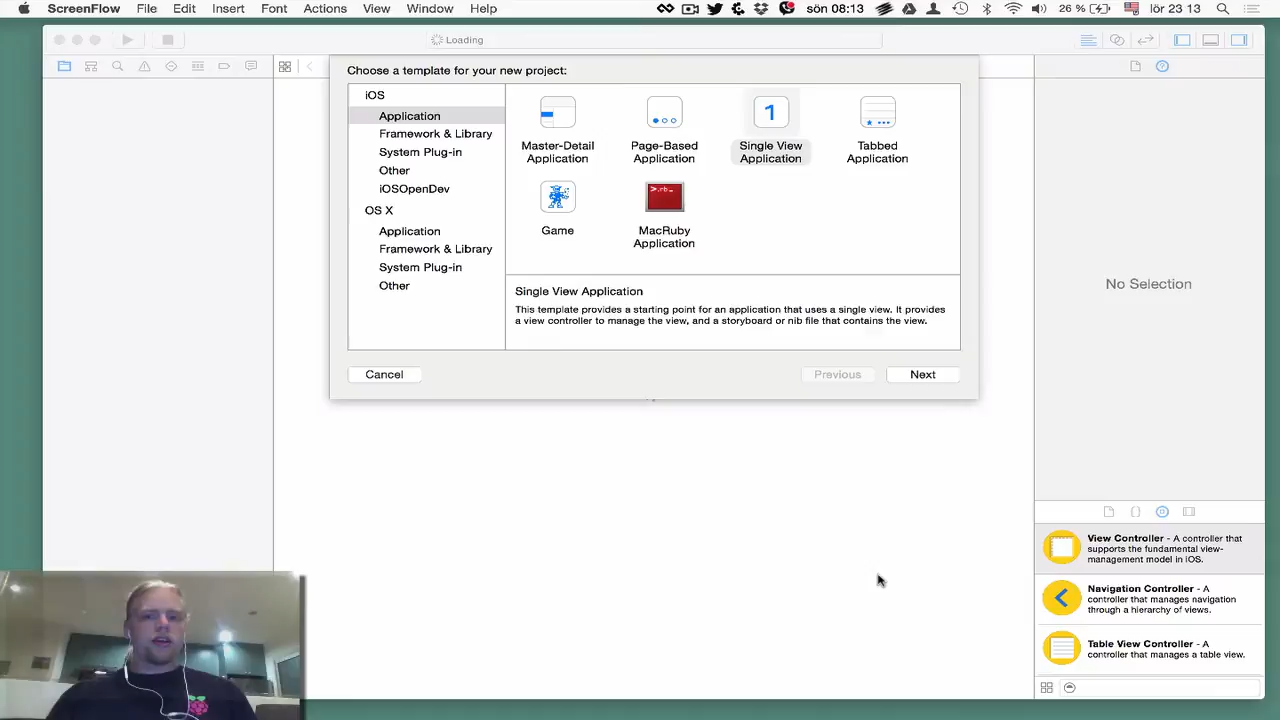 ScreenFlow File Edit Insert Font Actions View Window Help sön 08:13 26 % lör 23 13
Loading
Choose a template for your new project:
iOS
Application
Framework & Library
System Plug-in
Other
iOSOpenDev
OS X
Application
Framework & Library
System Plug-in
Other
Master-Detail
Application
Page-Based
Application
1
Single View
Application
Tabbed
Application
Game
>.rb_
MacRuby
Application
Single View Application
This template provides a starting point for an application that uses a single view. It provides
a view controller to manage the view, and a storyboard or nib file that contains the view.
Cancel
Previous
Next
No Selection
View Controller - A controller that
supports the fundamental view-
management model in iOS.
Navigation Controller - A
controller that manages navigation
through a hierarchy of views.
Table View Controller - A
controller that manages a table view.